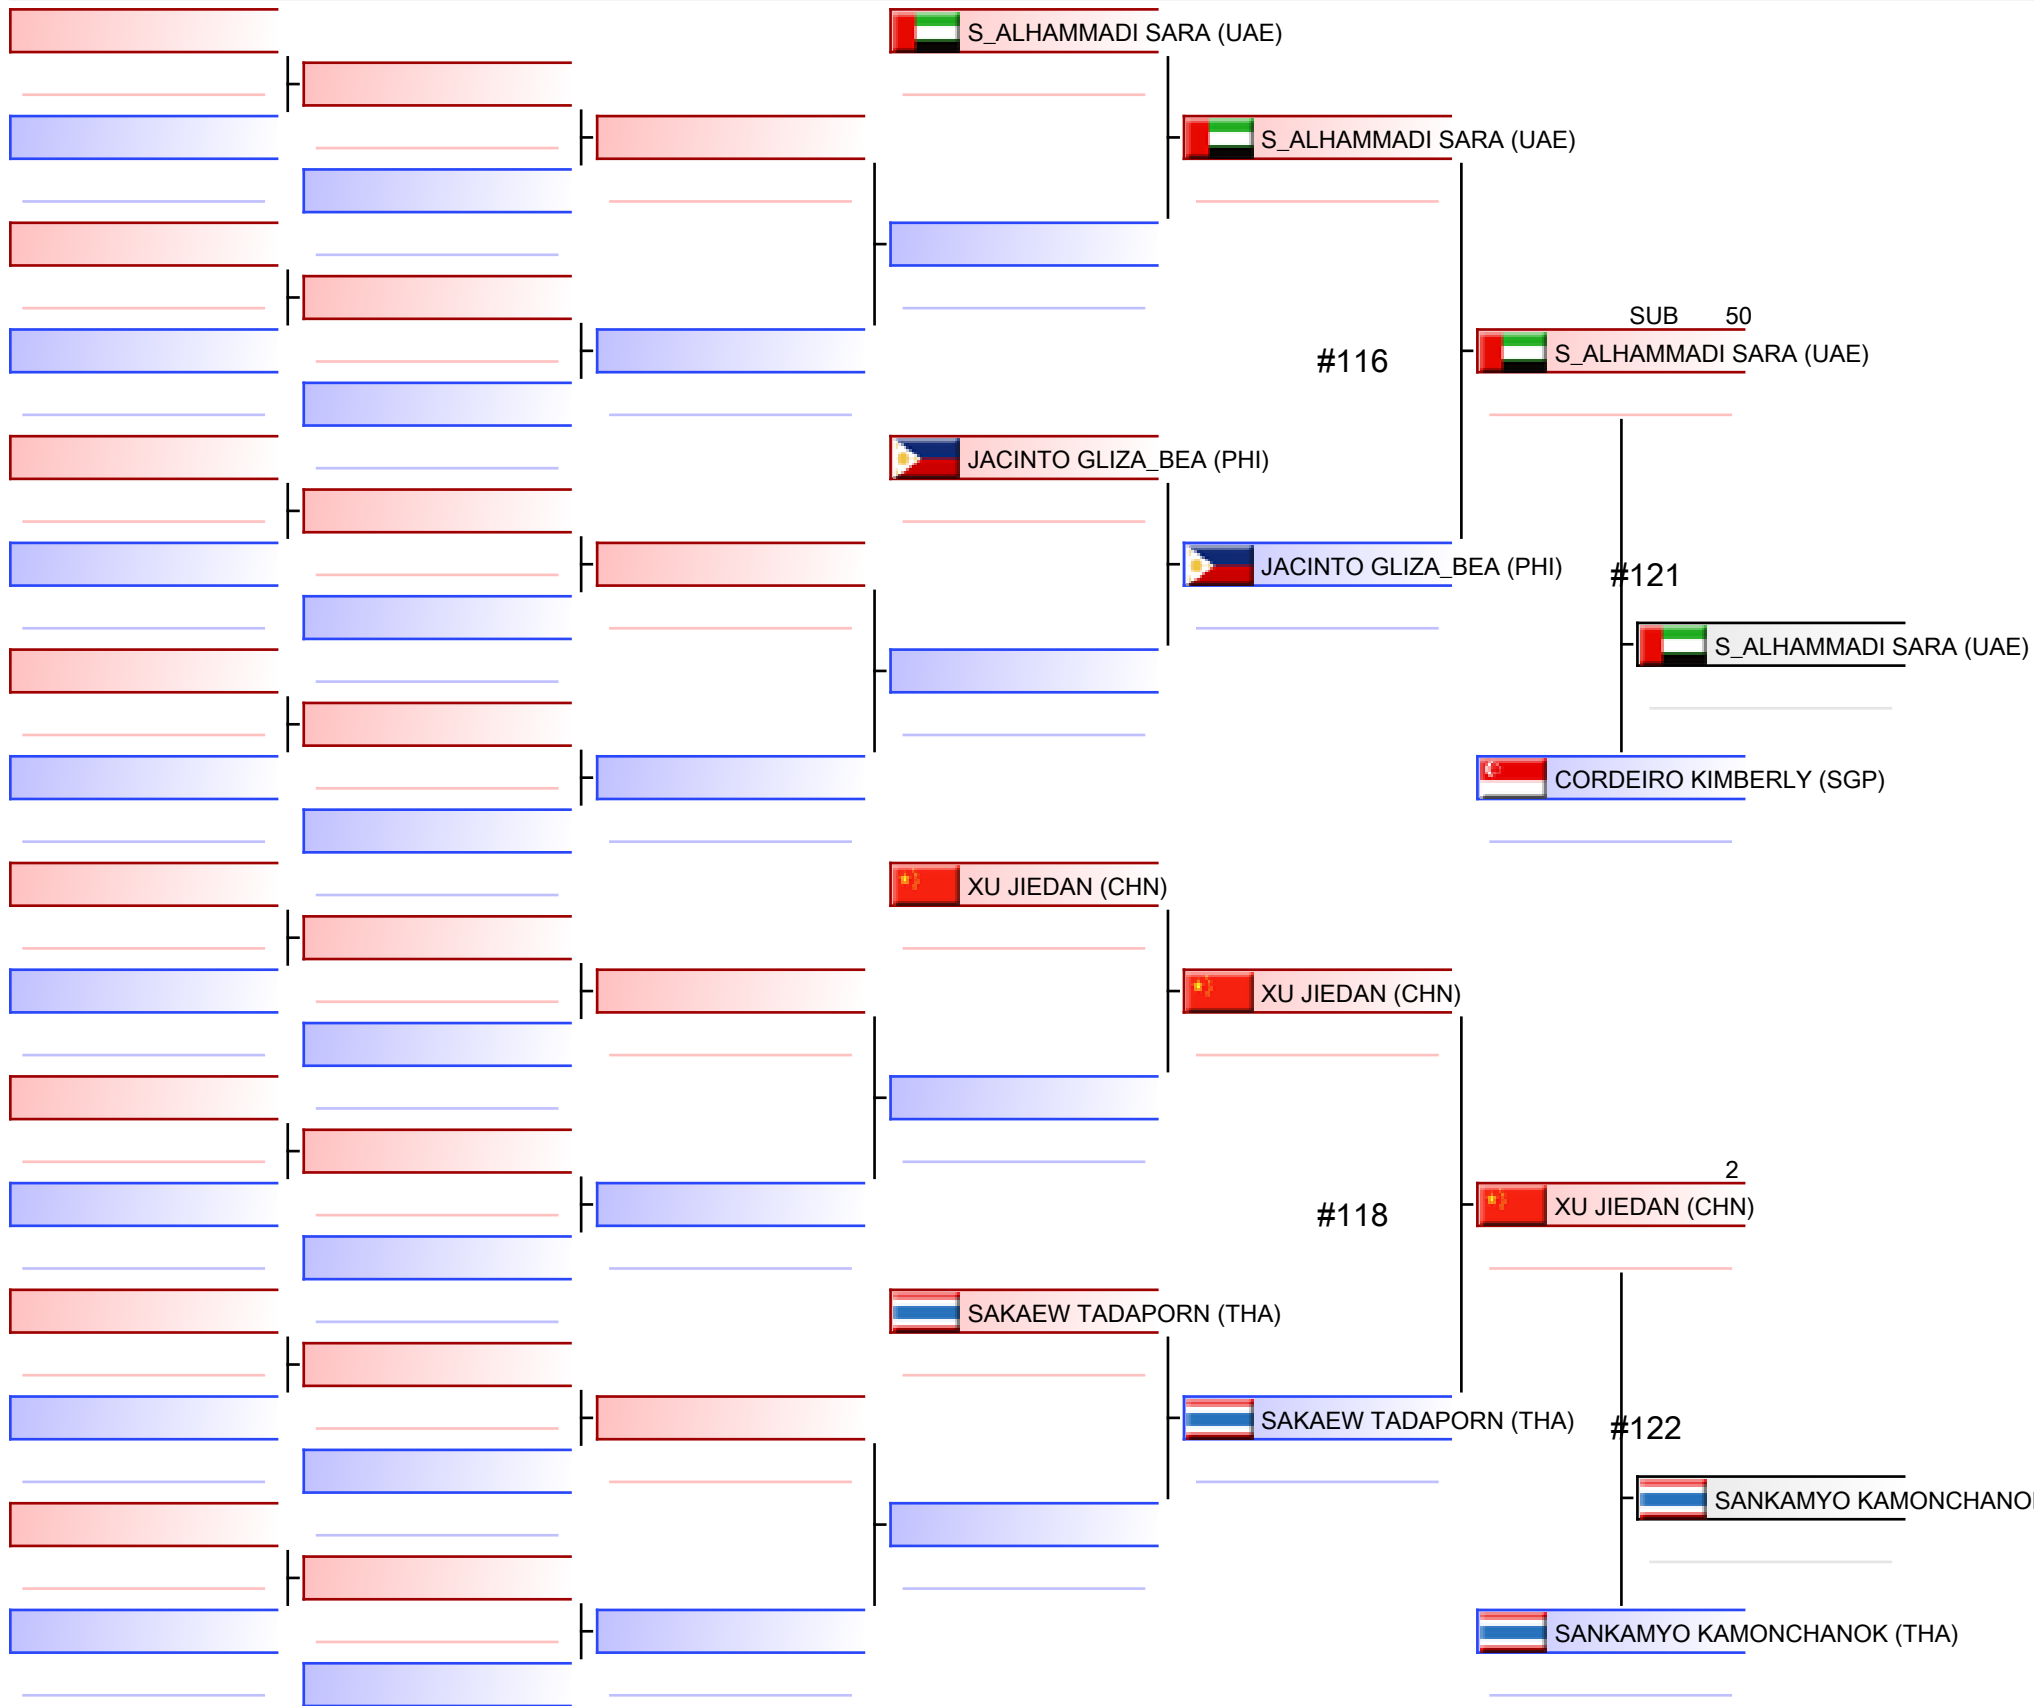 S_ALHAMMADI SARA (UAE)
S_ALHAMMADI SARA (UAE)
SUB 50
#116
S_ALHAMMADI SARA (UAE)
JACINTO GLIZA_BEA (PHI)
JACINTO GLIZA_BEA (PHI)
#121
S_ALHAMMADI SARA (UAE)
CORDEIRO KIMBERLY (SGP)
XU JIEDAN (CHN)
XU JIEDAN (CHN)
2
#118
XU JIEDAN (CHN)
SAKAEW TADAPORN (THA)
SAKAEW TADAPORN (THA)
#122
SANKAMYO
SANKAMYO KAMONCHANOK (THA)